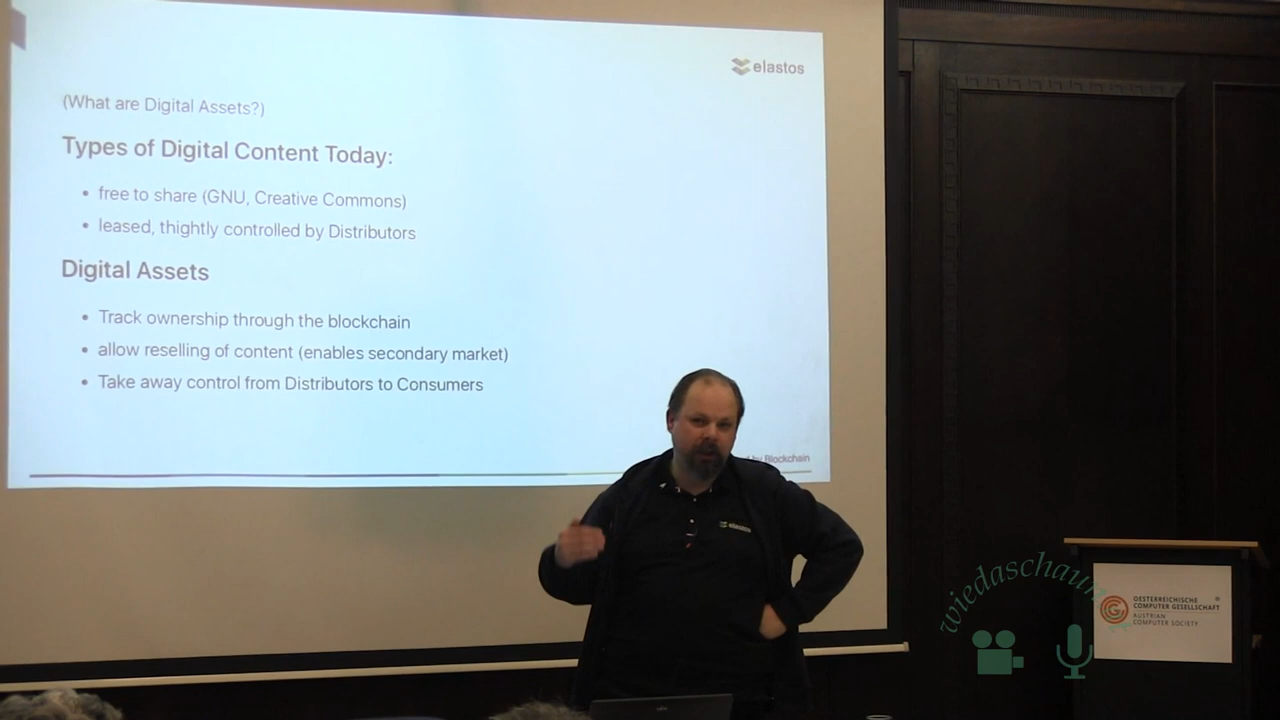 elastos
(What are Digital Assets?)
Types of Digital Content Today:
• free to share (GNU, Creative Commons)
• leased, thightly controlled by Distributors
Digital Assets
• Track ownership through the blockchain
• allow reselling of content (enables secondary market)
• Take away control from Distributors to Consumers
by Blockchain
elastos
OESTERREICHISCHE
COMPUTER GESELLSCHAFT
AUSTRIAN
COMPUTER SOCIETY